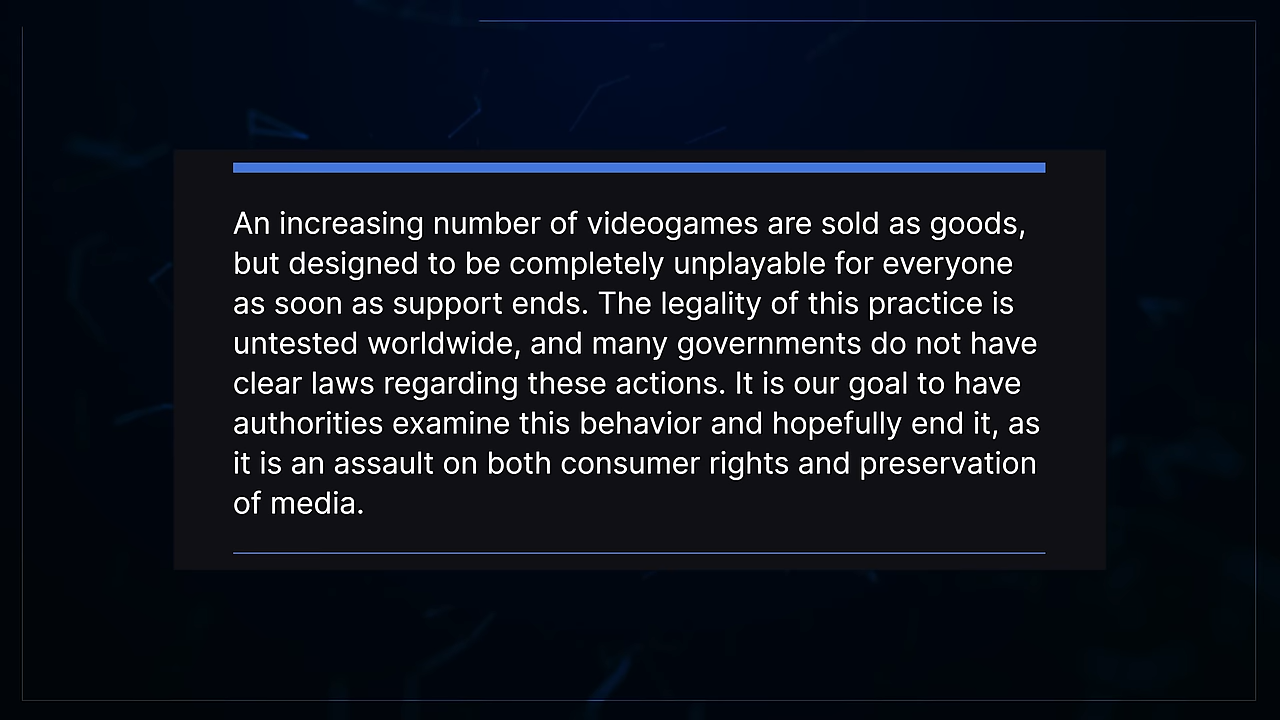 An increasing number of videogames are sold as goods,
but designed to be completely unplayable for everyone
as soon as support ends. The legality of this practice is
untested worldwide, and many governments do not have
clear laws regarding these actions. It is our goal to have
authorities examine this behavior and hopefully end it, as
it is an assault on both consumer rights and preservation
of media.